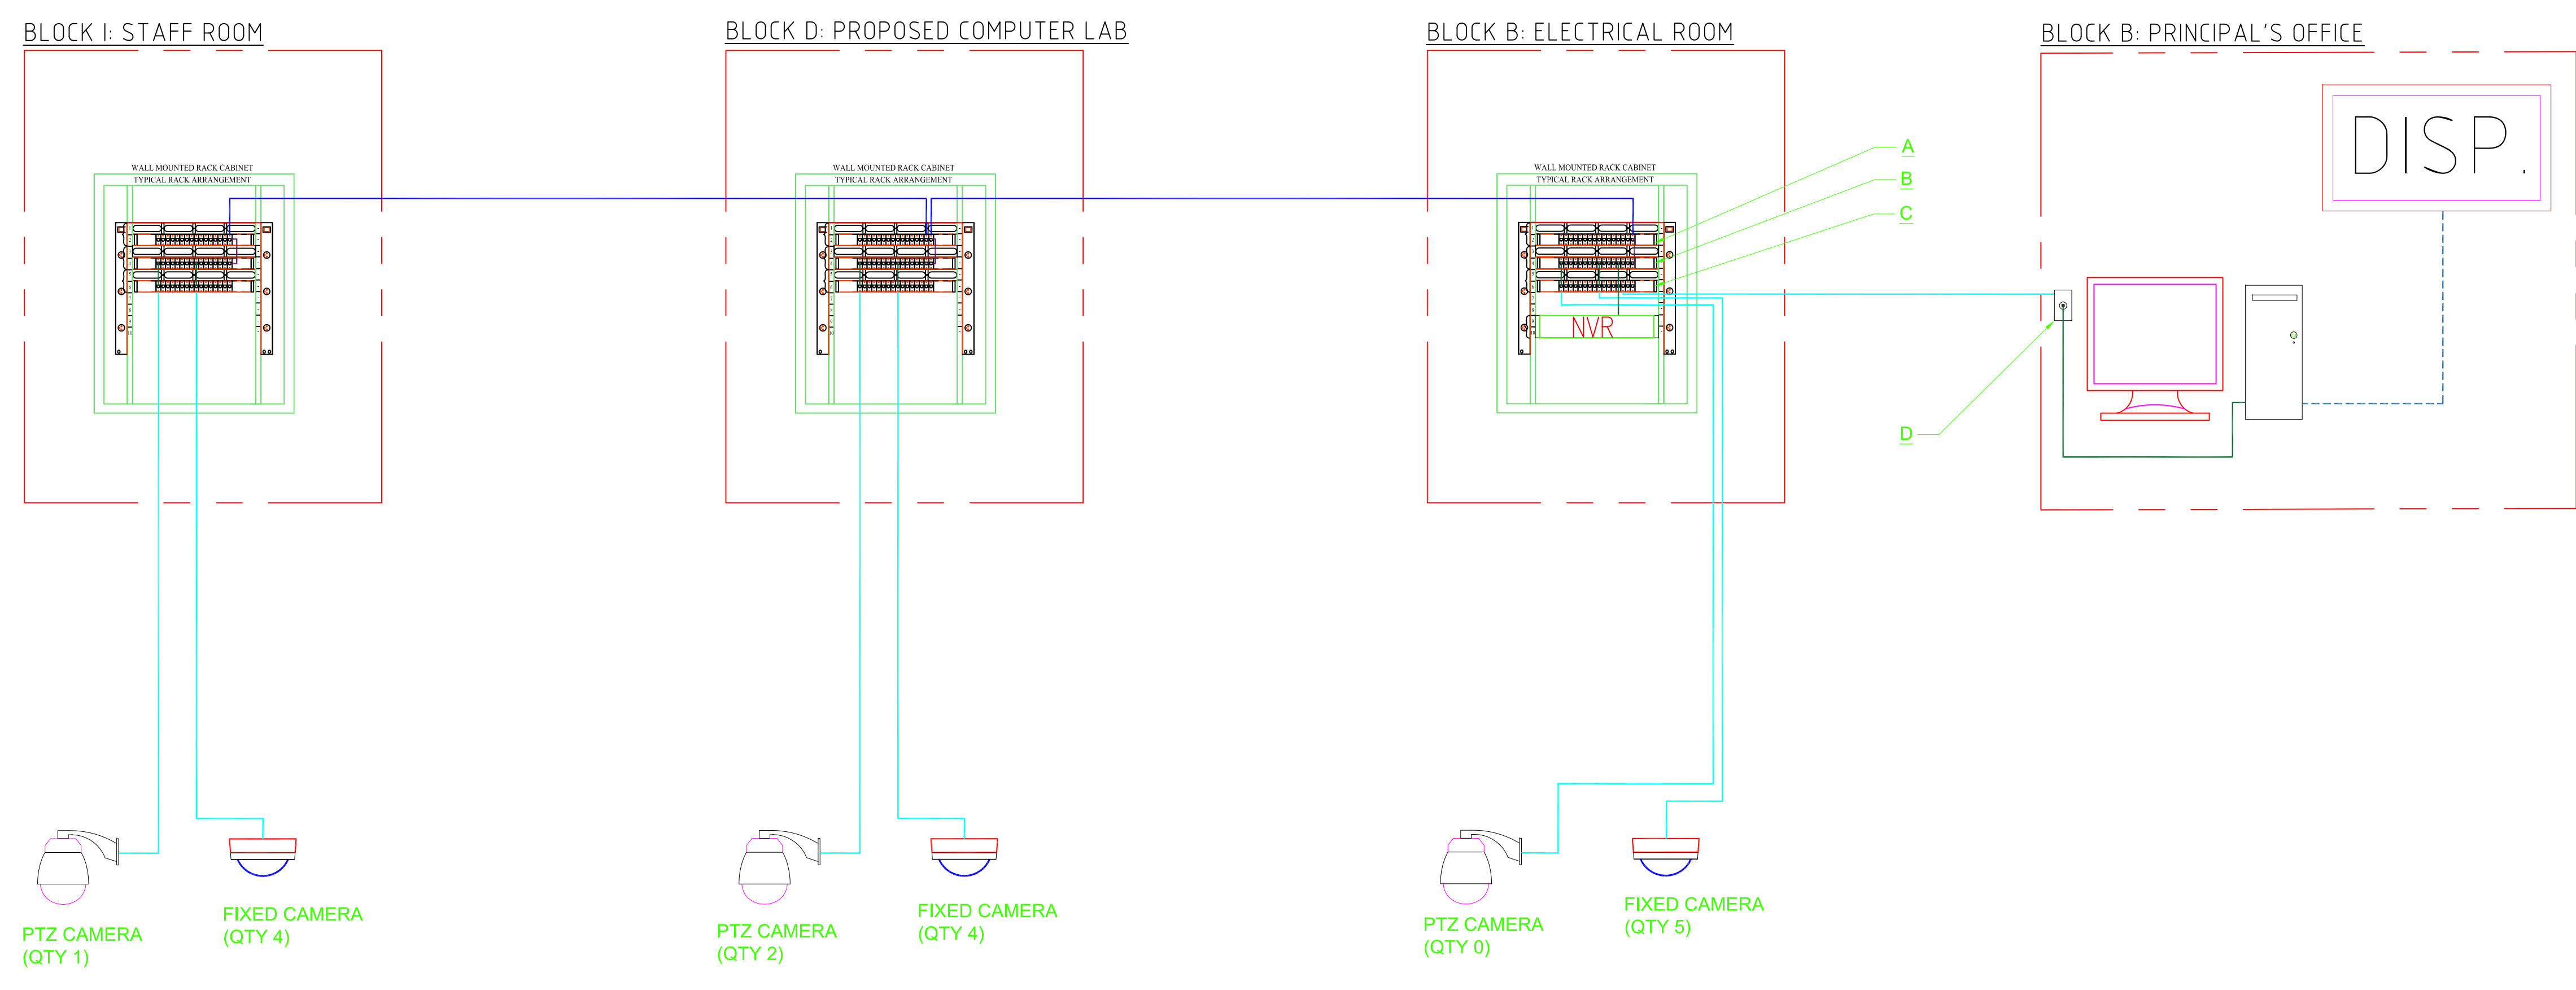 BLOCK I: STAFF ROOM
BLOCK D: PROPOSED COMPUTER LAB
BLOCK B: ELECTRICAL ROOM
BLOCK B: PRINCIPAL'S OFFICE
WALL MOUNTED RACK CABINET
TYPICAL RACK ARRANGEMENT
WALL MOUNTED RACK CABINET
TYPICAL RACK ARRANGEMENT
WALL MOUNTED RACK CABINET
TYPICAL RACK ARRANGEMENT
NVR
A
B
C
D
DISP.
PTZ CAMERA
(QTY 1)
FIXED CAMERA
(QTY 4)
PTZ CAMERA
(QTY 2)
FIXED CAMERA
(QTY 4)
PTZ CAMERA
(QTY 0)
FIXED CAMERA
(QTY 5)